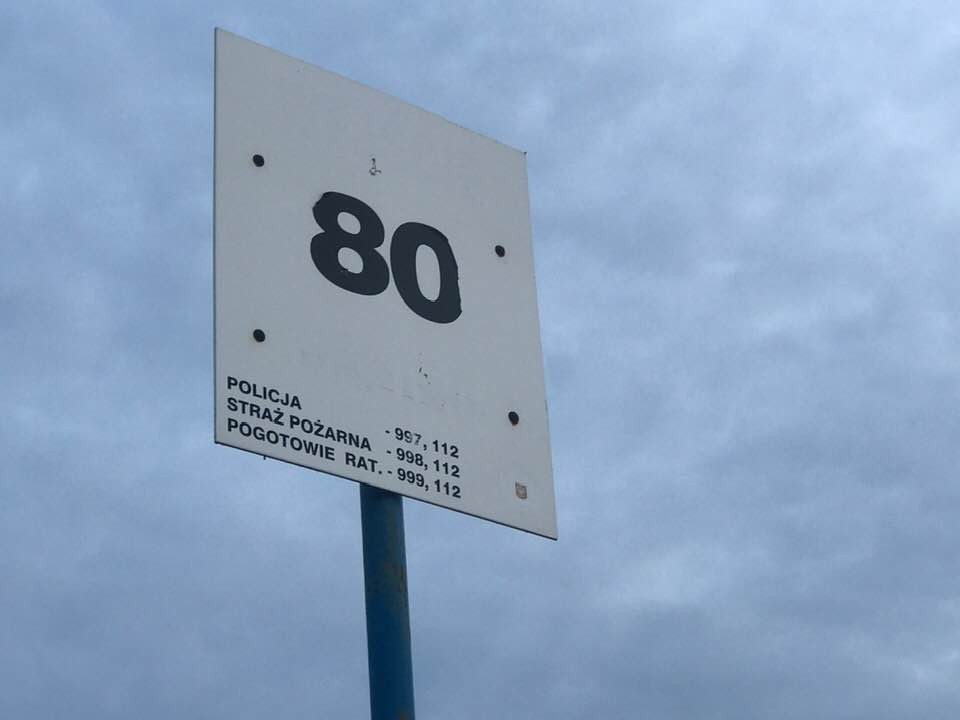 80
POLICJA - 997, 112
STRAŻ POŻARNA - 998, 112
POGOTOWIE RAT. - 999, 112